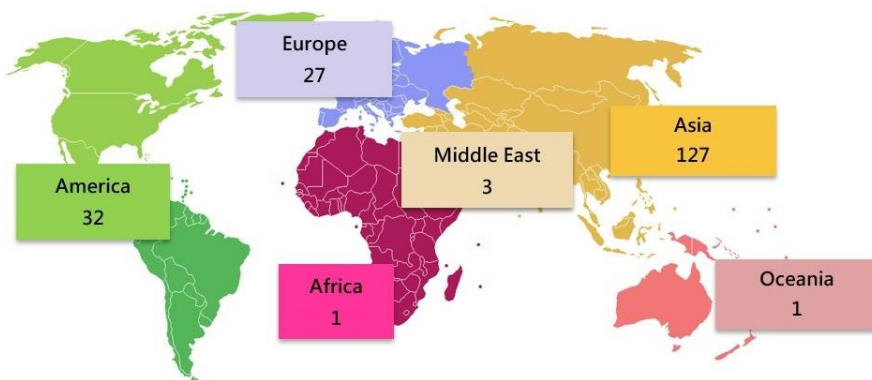 Europe
27
Asia
127
Middle East
3
America
32
Africa
1
Oceania
1